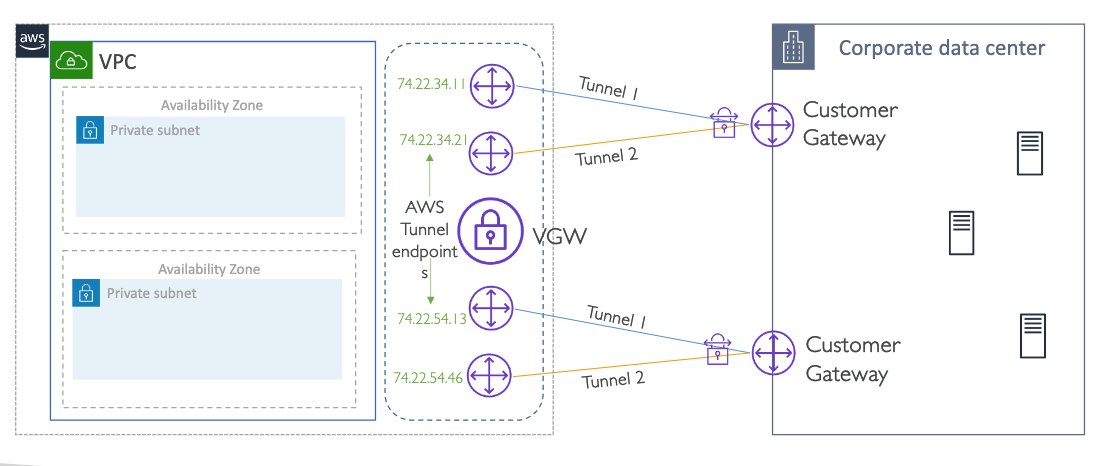 aws
VPC
Availability Zone
Private subnet
Availability Zone
Private subnet
74.22.34.11
74.22.34.21
AWS
Tunnel
endpoint
s
VGW
74.22.54.13
74.22.54.46
Tunnel 1
Tunnel 2
Tunnel 1
Tunnel 2
Corporate data center
Customer
Gateway
Customer
Gateway